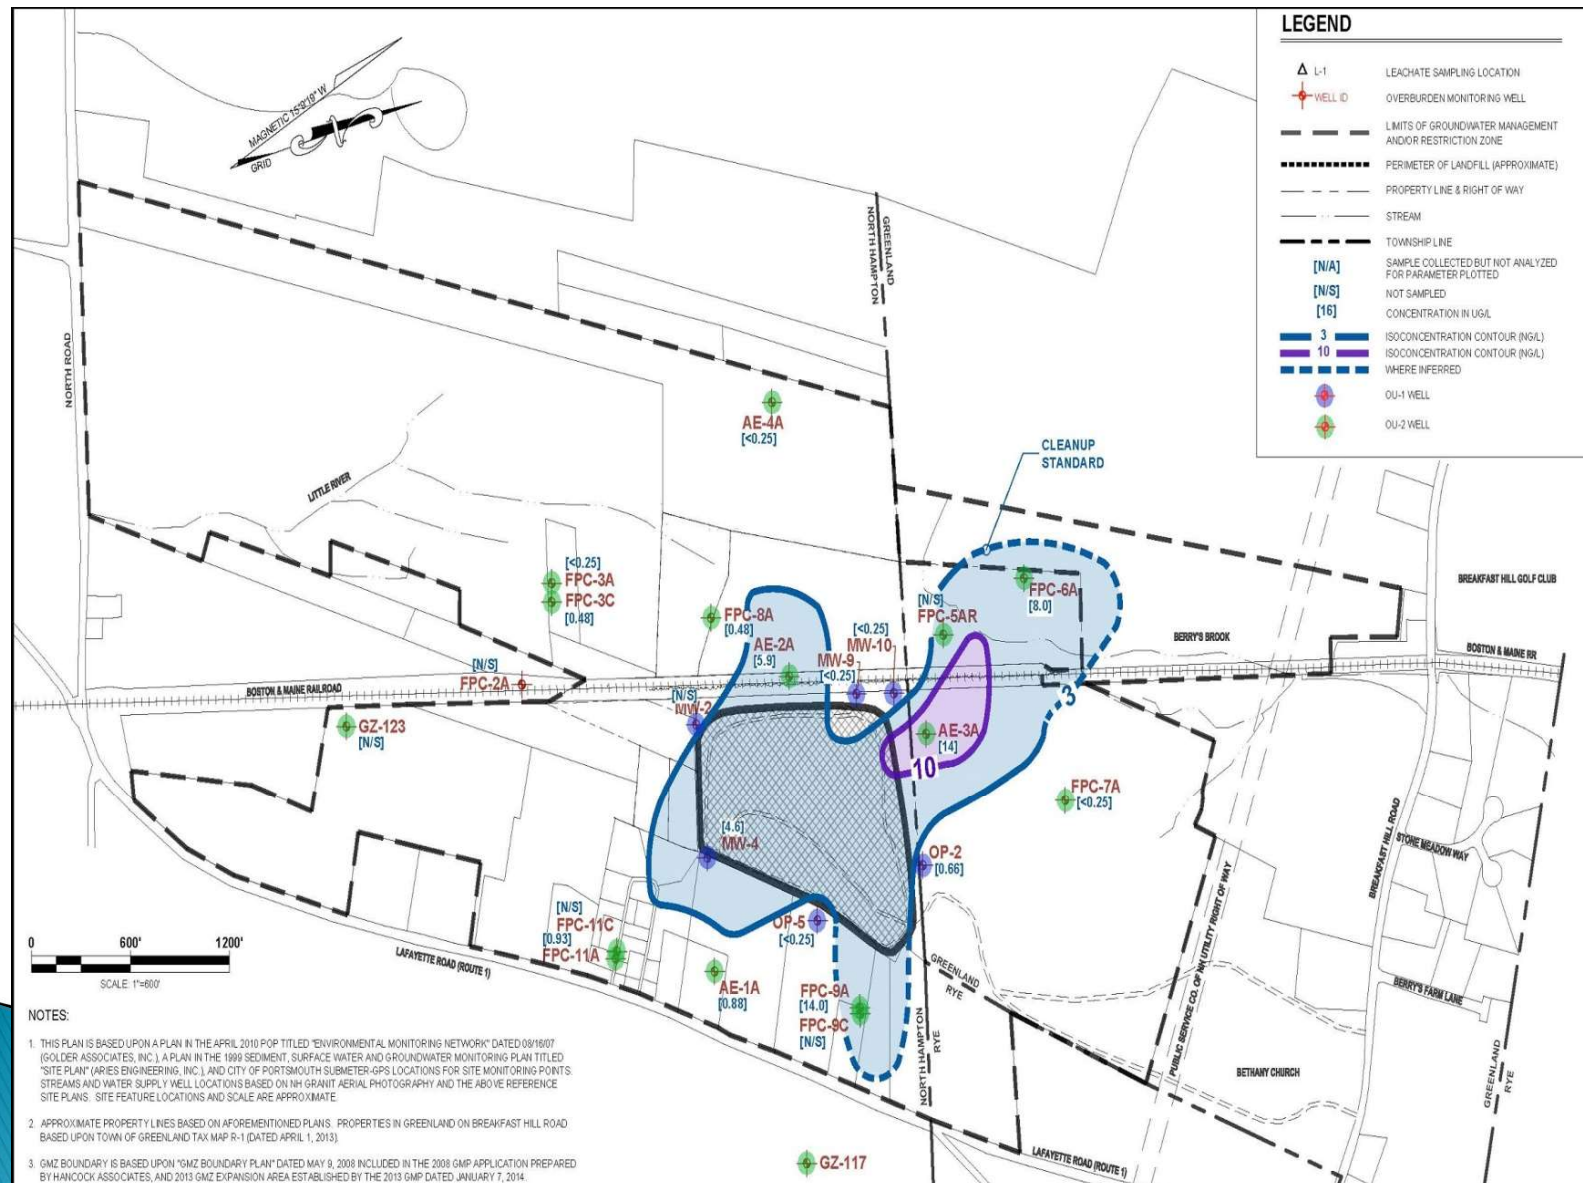 LEGEND
L-1 LEACHATE SAMPLING LOCATION
WELL ID OVERBURDEN MONITORING WELL
LIMITS OF GROUNDWATER MANAGEMENT
AND/OR RESTRICTION ZONE
PERIMETER OF LANDFILL (APPROXIMATE)
PROPERTY LINE & RIGHT OF WAY
STREAM
TOWNSHIP LINE
[N/A] SAMPLE COLLECTED BUT NOT ANALYZED
FOR PARAMETER PLOTTED
[N/S] NOT SAMPLED
[16] CONCENTRATION IN UG/L
3 ISOCONCENTRATION CONTOUR (NG/L)
10 ISOCONCENTRATION CONTOUR (NG/L)
WHERE INFERRED
OU-1 WELL
OU-2 WELL
GRID
GREENLAND
NORTH HAMPTON
NORTH ROAD
AE-4A
[<0.25]
CLEANUP
STANDARD
LITTLE RIVER
[<0.25]
FPC-3A
FPC-3C
[0.48]
FPC-8A
[0.48]
AE-2A
[5.9]
[<0.25]
MW-10
MW-9
[<0.25]
[N/S]
FPC-5AR
FPC-6A
[8.0]
BREAKFAST HILL GOLF CLUB
BERRY'S BROOK
BOSTON & MAINE RR
[N/S]
FPC-2A
BOSTON & MAINE RAILROAD
[N/S]
MW-2
GZ-123
[N/S]
3
AE-3A
[14]
10
FPC-7A
[<0.25]
[4.6]
MW-4
OP-2
[0.66]
STONE MEADOW WAY
BREAKFAST HILL ROAD
PUBLIC SERVICE CO. OF NH UTILITY RIGHT OF WAY
OP-5
[<0.25]
[N/S]
FPC-11C
[0.93]
FPC-11A
AE-1A
[0.88]
FPC-9A
[14.0]
FPC-9C
[N/S]
GREENLAND
RYE
BERRY'S FARM LANE
LAFAYETTE ROAD (ROUTE 1)
0 600' 1200'
SCALE: 1"=600'
NORTH HAMPTON
RYE
BETHANY CHURCH
GREENLAND
RYE
LAFAYETTE ROAD (ROUTE 1)
GZ-117
NOTES:
1. THIS PLAN IS BASED UPON A PLAN IN THE APRIL 2010 POP TITLED "ENVIRONMENTAL MONITORING NETWORK" DATED 08/16/07
(GOLDER ASSOCIATES, INC.), A PLAN IN THE 1999 SEDIMENT, SURFACE WATER AND GROUNDWATER MONITORING PLAN TITLED
"SITE PLAN" (ARIES ENGINEERING, INC.), AND CITY OF PORTSMOUTH SUBMETER-GPS LOCATIONS FOR SITE MONITORING POINTS.
STREAMS AND WATER SUPPLY WELL LOCATIONS BASED ON NH GRANIT AERIAL PHOTOGRAPHY AND THE ABOVE REFERENCE
SITE PLANS. SITE FEATURE LOCATIONS AND SCALE ARE APPROXIMATE.
2. APPROXIMATE PROPERTY LINES BASED ON AFOREMENTIONED PLANS. PROPERTIES IN GREENLAND ON BREAKFAST HILL ROAD
BASED UPON TOWN OF GREENLAND TAX MAP R-1 (DATED APRIL 1, 2013).
3. GMZ BOUNDARY IS BASED UPON "GMZ BOUNDARY PLAN" DATED MAY 9, 2008 INCLUDED IN THE 2008 GMP APPLICATION PREPARED
BY HANCOCK ASSOCIATES, AND 2013 GMZ EXPANSION AREA ESTABLISHED BY THE 2013 GMP DATED JANUARY 7, 2014.